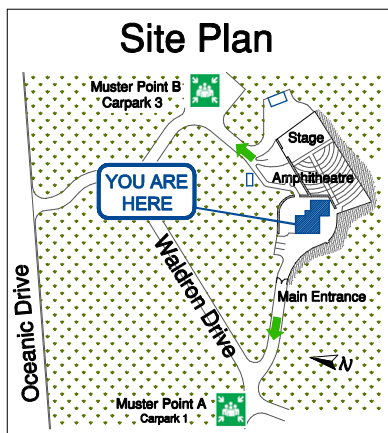 Site Plan
Muster Point B
Carpark 3
Stage
Amphitheatre
YOU ARE
HERE
Waldron Drive
Oceanic Drive
Main Entrance
N
Muster Point A
Carpark 1